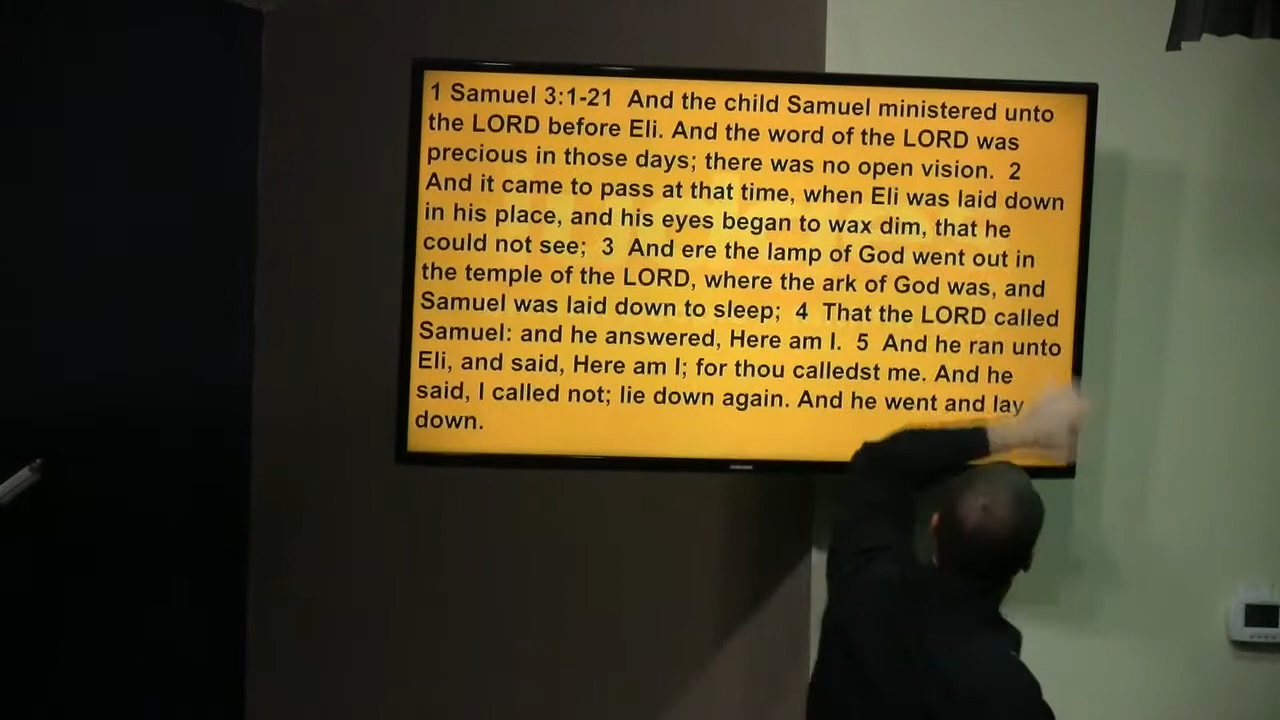 1 Samuel 3:1-21 And the child Samuel ministered unto
the LORD before Eli. And the word of the LORD was
precious in those days; there was no open vision. 2
And it came to pass at that time, when Eli was laid down
in his place, and his eyes began to wax dim, that he
could not see; 3 And ere the lamp of God went out in
the temple of the LORD, where the ark of God was, and
Samuel was laid down to sleep; 4 That the LORD called
Samuel: and he answered, Here am I. 5 And he ran unto
Eli, and said, Here am I; for thou calledst me. And he
said, I called not; lie down again. And he went and lay
down.